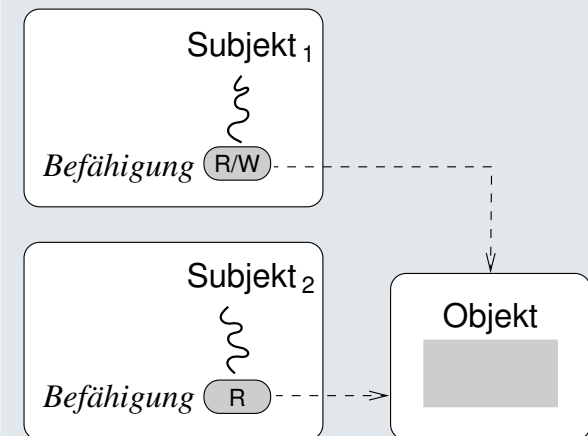 Subjekt 1
Befähigung R/W
Subjekt 2
Objekt
Befähigung R